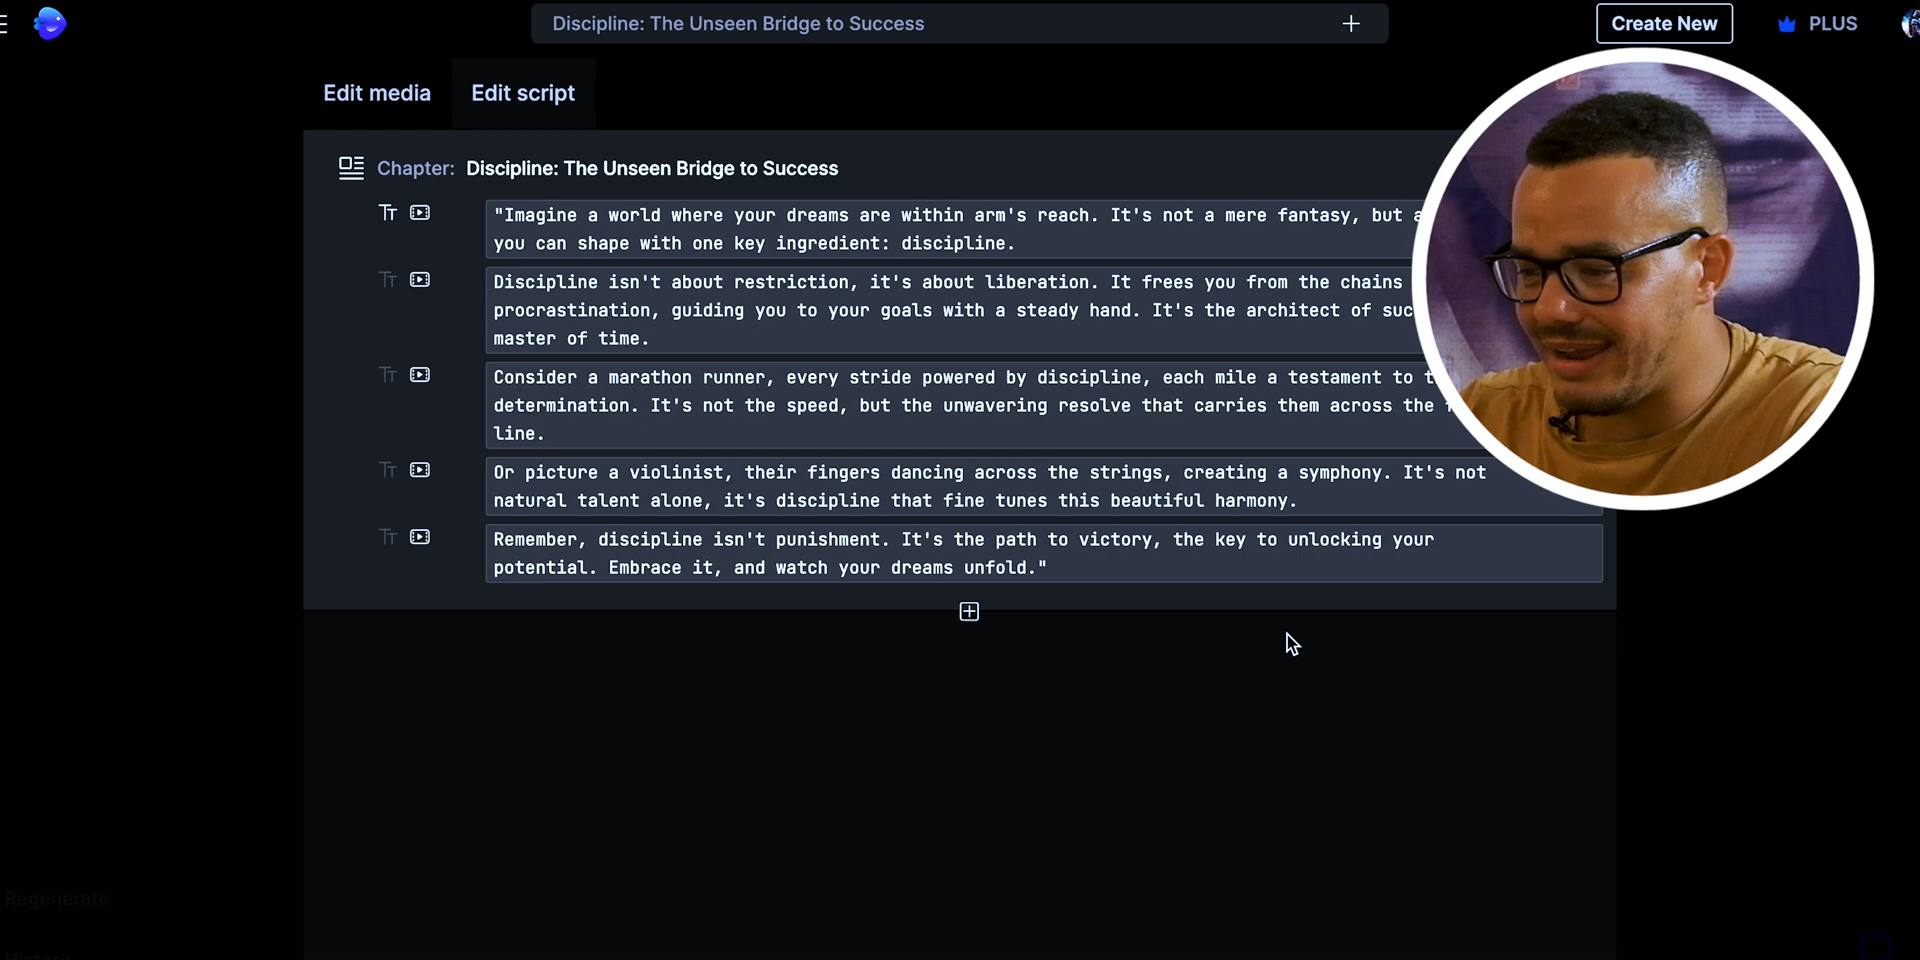 Discipline: The Unseen Bridge to Success
Create New
PLUS
Edit media
Edit script
Chapter: Discipline: The Unseen Bridge to Success
"Imagine a world where your dreams are within arm's reach. It's not a mere fantasy, but a
you can shape with one key ingredient: discipline.
Discipline isn't about restriction, it's about liberation. It frees you from the chains
procrastination, guiding you to your goals with a steady hand. It's the architect of suc
master of time.
Consider a marathon runner, every stride powered by discipline, each mile a testament to t
determination. It's not the speed, but the unwavering resolve that carries them across the
line.
Or picture a violinist, their fingers dancing across the strings, creating a symphony. It's not
natural talent alone, it's discipline that fine tunes this beautiful harmony.
Remember, discipline isn't punishment. It's the path to victory, the key to unlocking your
potential. Embrace it, and watch your dreams unfold."
Regenerate